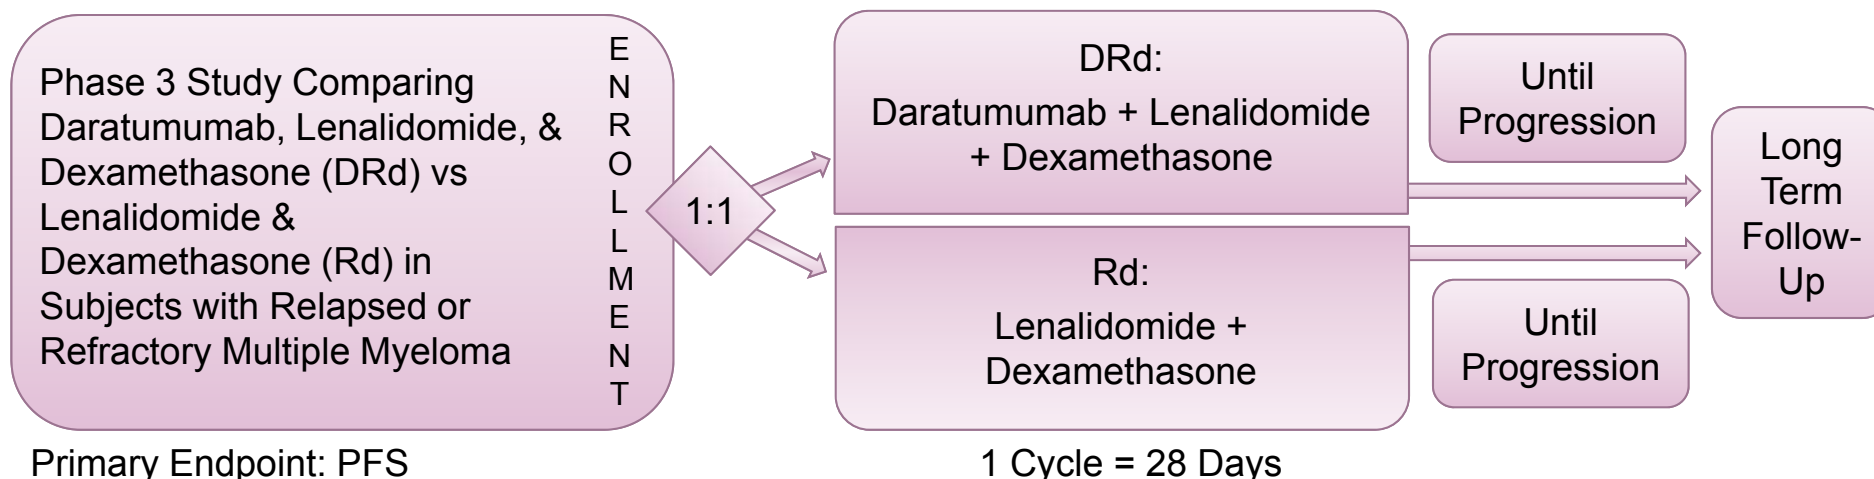 Phase 3 Study Comparing
Daratumumab, Lenalidomide, &
Dexamethasone (DRd) vs
Lenalidomide &
Dexamethasone (Rd) in
Subjects with Relapsed or
Refractory Multiple Myeloma
ENROLLMENT
1:1
DRd:
Daratumumab + Lenalidomide
+ Dexamethasone
Until
Progression
Rd:
Lenalidomide +
Dexamethasone
Until
Progression
Long
Term
Follow-
Up
Primary Endpoint: PFS
1 Cycle = 28 Days